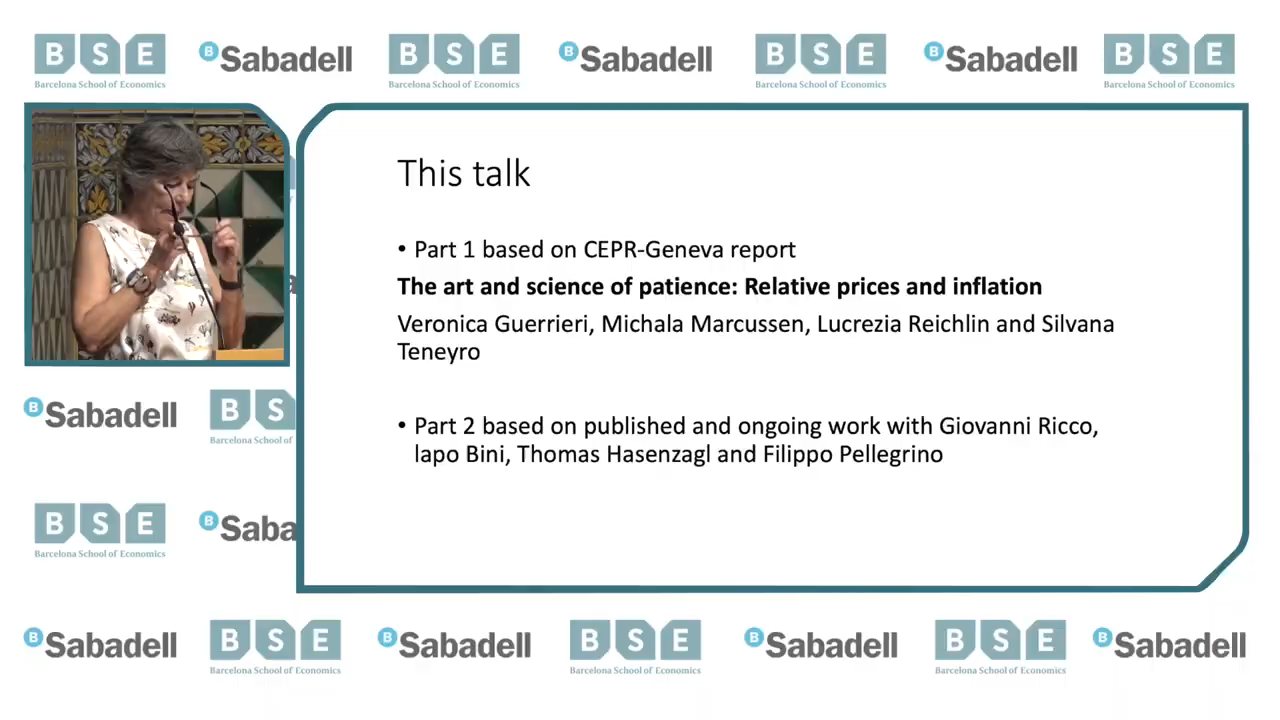 B S E
Barcelona School of Economics
B Sabadell
B S E
Barcelona School of Economics
B Sabadell
B S E
Barcelona School of Economics
B Sabadell
B S E
Barcelona School of Economics
This talk
• Part 1 based on CEPR-Geneva report
The art and science of patience: Relative prices and inflation
Veronica Guerrieri, Michala Marcussen, Lucrezia Reichlin and Silvana
Teneyro
• Part 2 based on published and ongoing work with Giovanni Ricco,
Iapo Bini, Thomas Hasenzagl and Filippo Pellegrino
B Sabadell
B S
Barcelona School of
B S E
Barcelona School of Economics
B Saba
B Sabadell
B S E
Barcelona School of Economics
B Sabadell
B S E
Barcelona School of Economics
B Sabadell
B S E
Barcelona School of Economics
B Sabadell